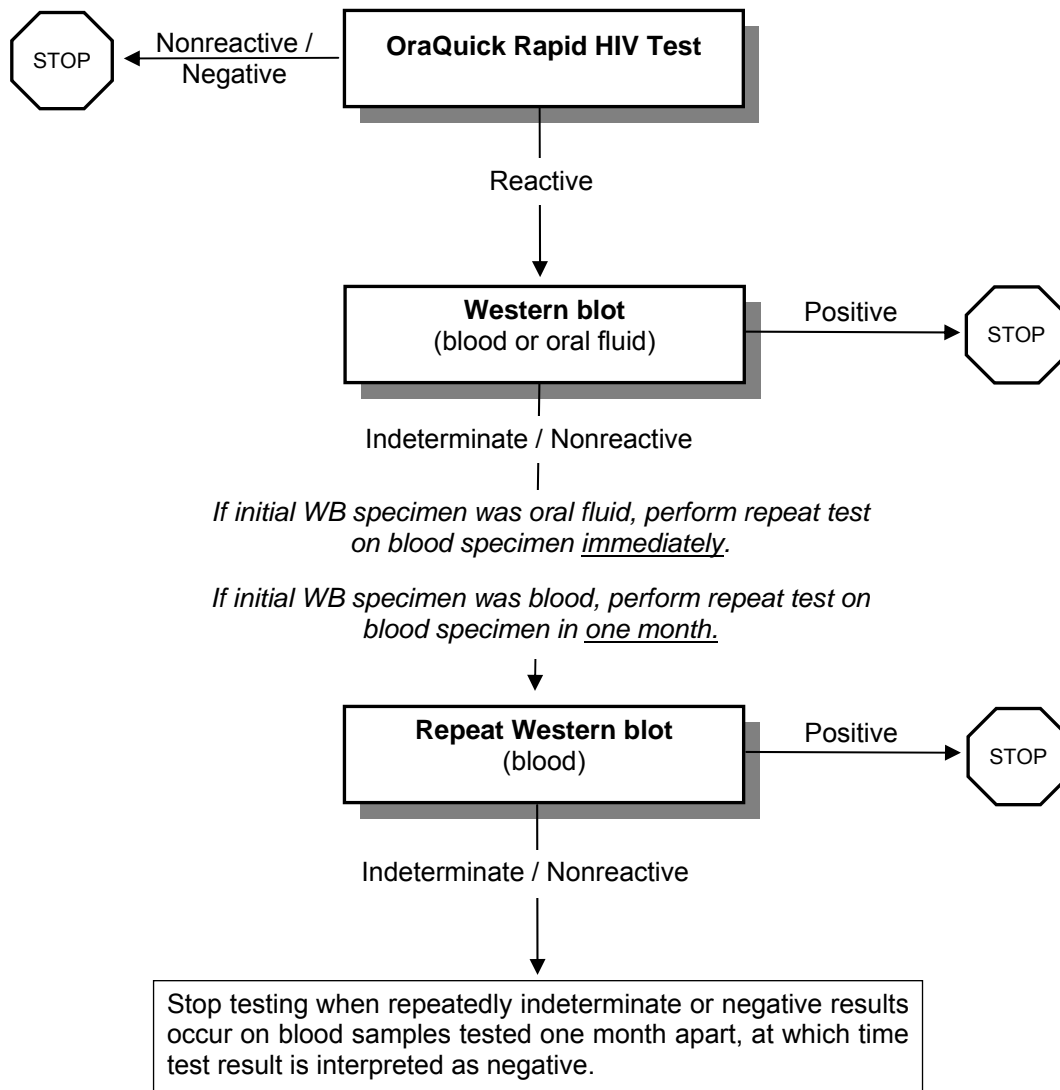 OraQuick Rapid HIV Test
Nonreactive /
Negative
STOP
Reactive
Western blot
(blood or oral fluid)
Positive
STOP
Indeterminate / Nonreactive
If initial WB specimen was oral fluid, perform repeat test
on blood specimen immediately.
If initial WB specimen was blood, perform repeat test on
blood specimen in one month.
Repeat Western blot
(blood)
Positive
STOP
Indeterminate / Nonreactive
Stop testing when repeatedly indeterminate or negative results
occur on blood samples tested one month apart, at which time
test result is interpreted as negative.